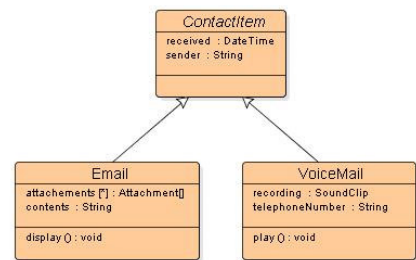 ContactItem
received : DateTime
sender : String
Email
attachements [*] : Attachment[]
contents : String
display () : void
VoiceMail
recording : SoundClip
telephoneNumber : String
play () : void